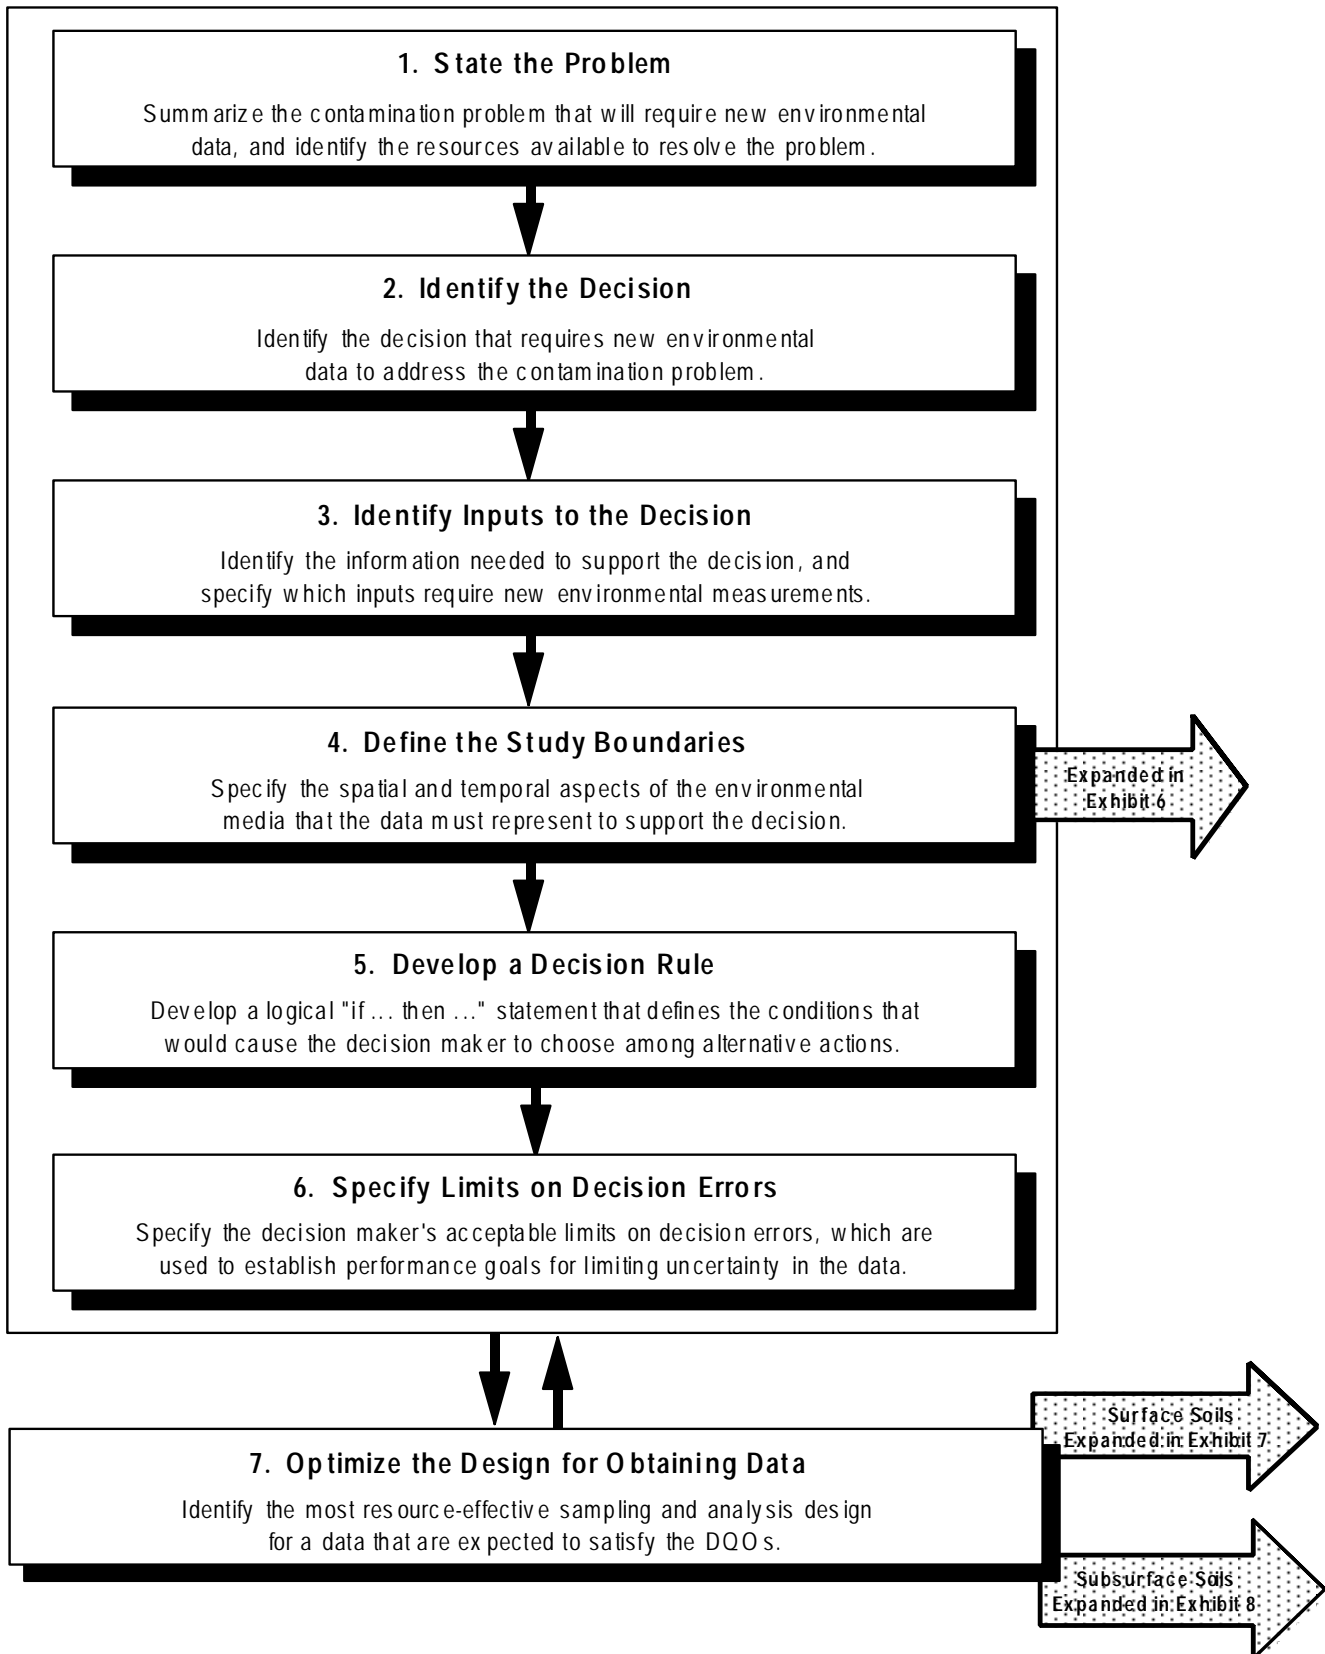 1. State the Problem
Summarize the contamination problem that will require new environmental
data, and identify the resources available to resolve the problem.
2. Identify the Decision
Identify the decision that requires new environmental
data to address the contamination problem.
3. Identify Inputs to the Decision
Identify the information needed to support the decision, and
specify which inputs require new environmental measurements.
4. Define the Study Boundaries
Specify the spatial and temporal aspects of the environmental
media that the data must represent to support the decision.
Expanded in
Exhibit 6
5. Develop a Decision Rule
Develop a logical "if ... then ..." statement that defines the conditions that
would cause the decision maker to choose among alternative actions.
6. Specify Limits on Decision Errors
Specify the decision maker's acceptable limits on decision errors, which are
used to establish performance goals for limiting uncertainty in the data.
7. Optimize the Design for Obtaining Data
Identify the most resource-effective sampling and analysis design
for a data that are expected to satisfy the DQOs.
Surface Soils
Expanded in Exhibit 7
Subsurface Soils
Expanded in Exhibit 8